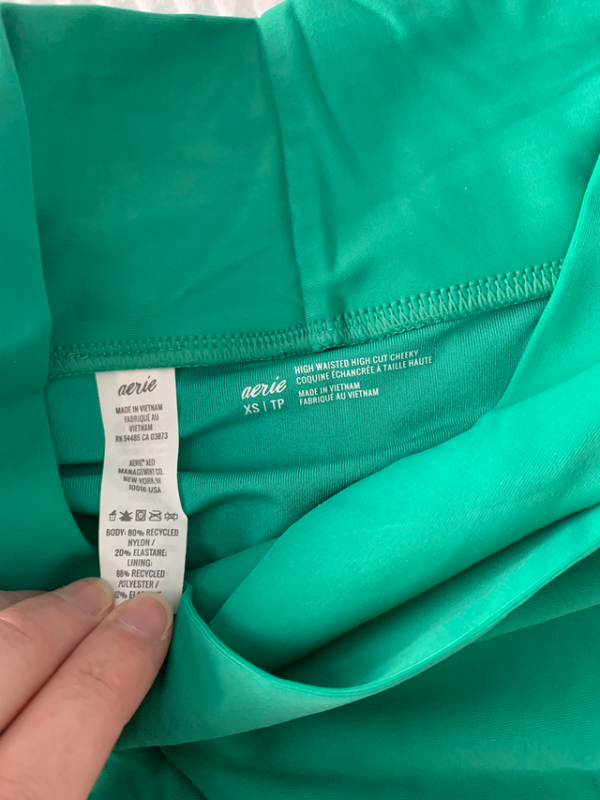 aerie
MADE IN VIETNAM
FABRIQUÉ AU
VIETNAM
RN 54485 CA 03873
AERIE® AEO
MANAGEMENT CO.
NEW YORK, NY
10016 USA
BODY: 80% RECYCLED
NYLON /
20% ELASTANE;
LINING:
88% RECYCLED
POLYESTER /
aerie
XS | TP
HIGH WAISTED HIGH CUT CHEEKY
COQUINE ÉCHANCRÉE À TAILLE HAUTE
MADE IN VIETNAM
FABRIQUÉ AU VIETNAM